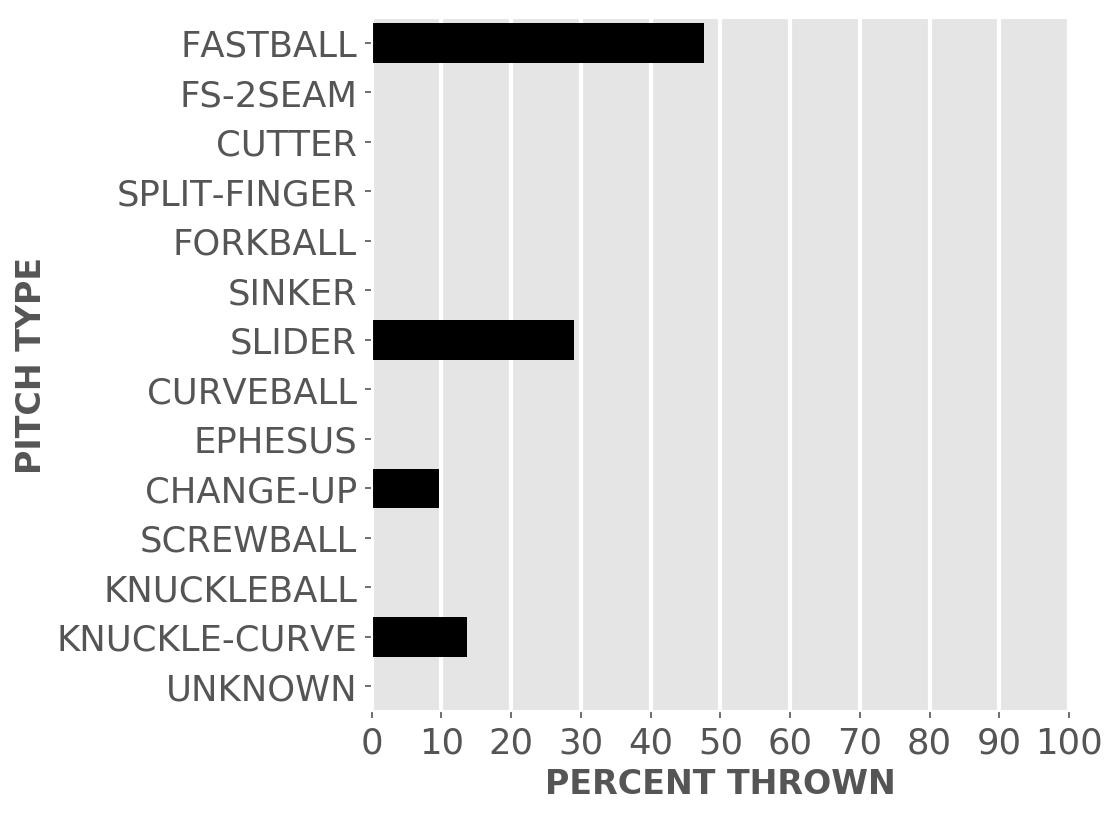 FASTBALL
FS-2SEAM
CUTTER
SPLIT-FINGER
FORKBALL
SINKER
SLIDER
CURVEBALL
EPHESUS
CHANGE-UP
SCREWBALL
KNUCKLEBALL
KNUCKLE-CURVE
UNKNOWN
PITCH TYPE
0 10 20 30 40 50 60 70 80 90 100
PERCENT THROWN